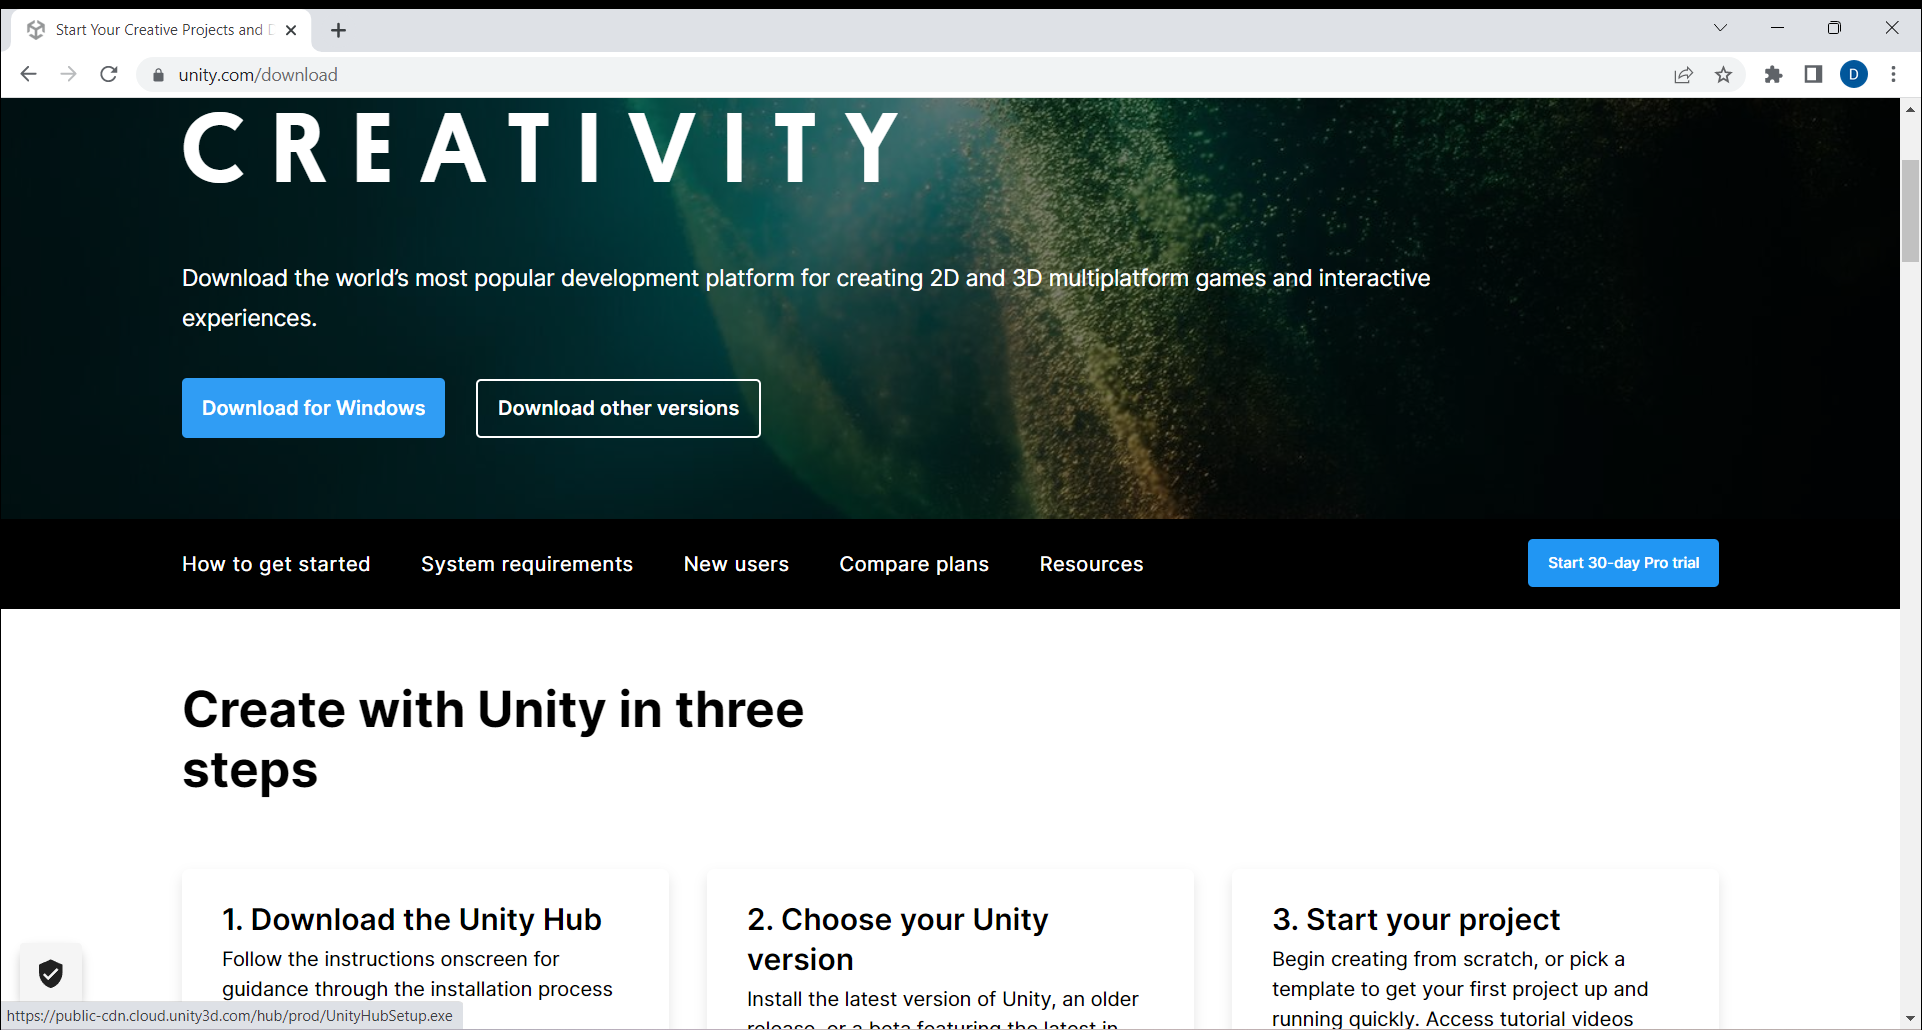 Start Your Creative Projects and
unity.com/download
D
CREATIVITY
Download the world’s most popular development platform for creating 2D and 3D multiplatform games and interactive
experiences.
Download for Windows
Download other versions
How to get started
System requirements
New users
Compare plans
Resources
Start 30-day Pro trial
Create with Unity in three
steps
1. Download the Unity Hub
Follow the instructions onscreen for
guidance through the installation process
2. Choose your Unity
version
Install the latest version of Unity, an older
release, or a beta featuring the latest in
3. Start your project
Begin creating from scratch, or pick a
template to get your first project up and
running quickly. Access tutorial videos
https://public-cdn.cloud.unity3d.com/hub/prod/UnityHubSetup.exe